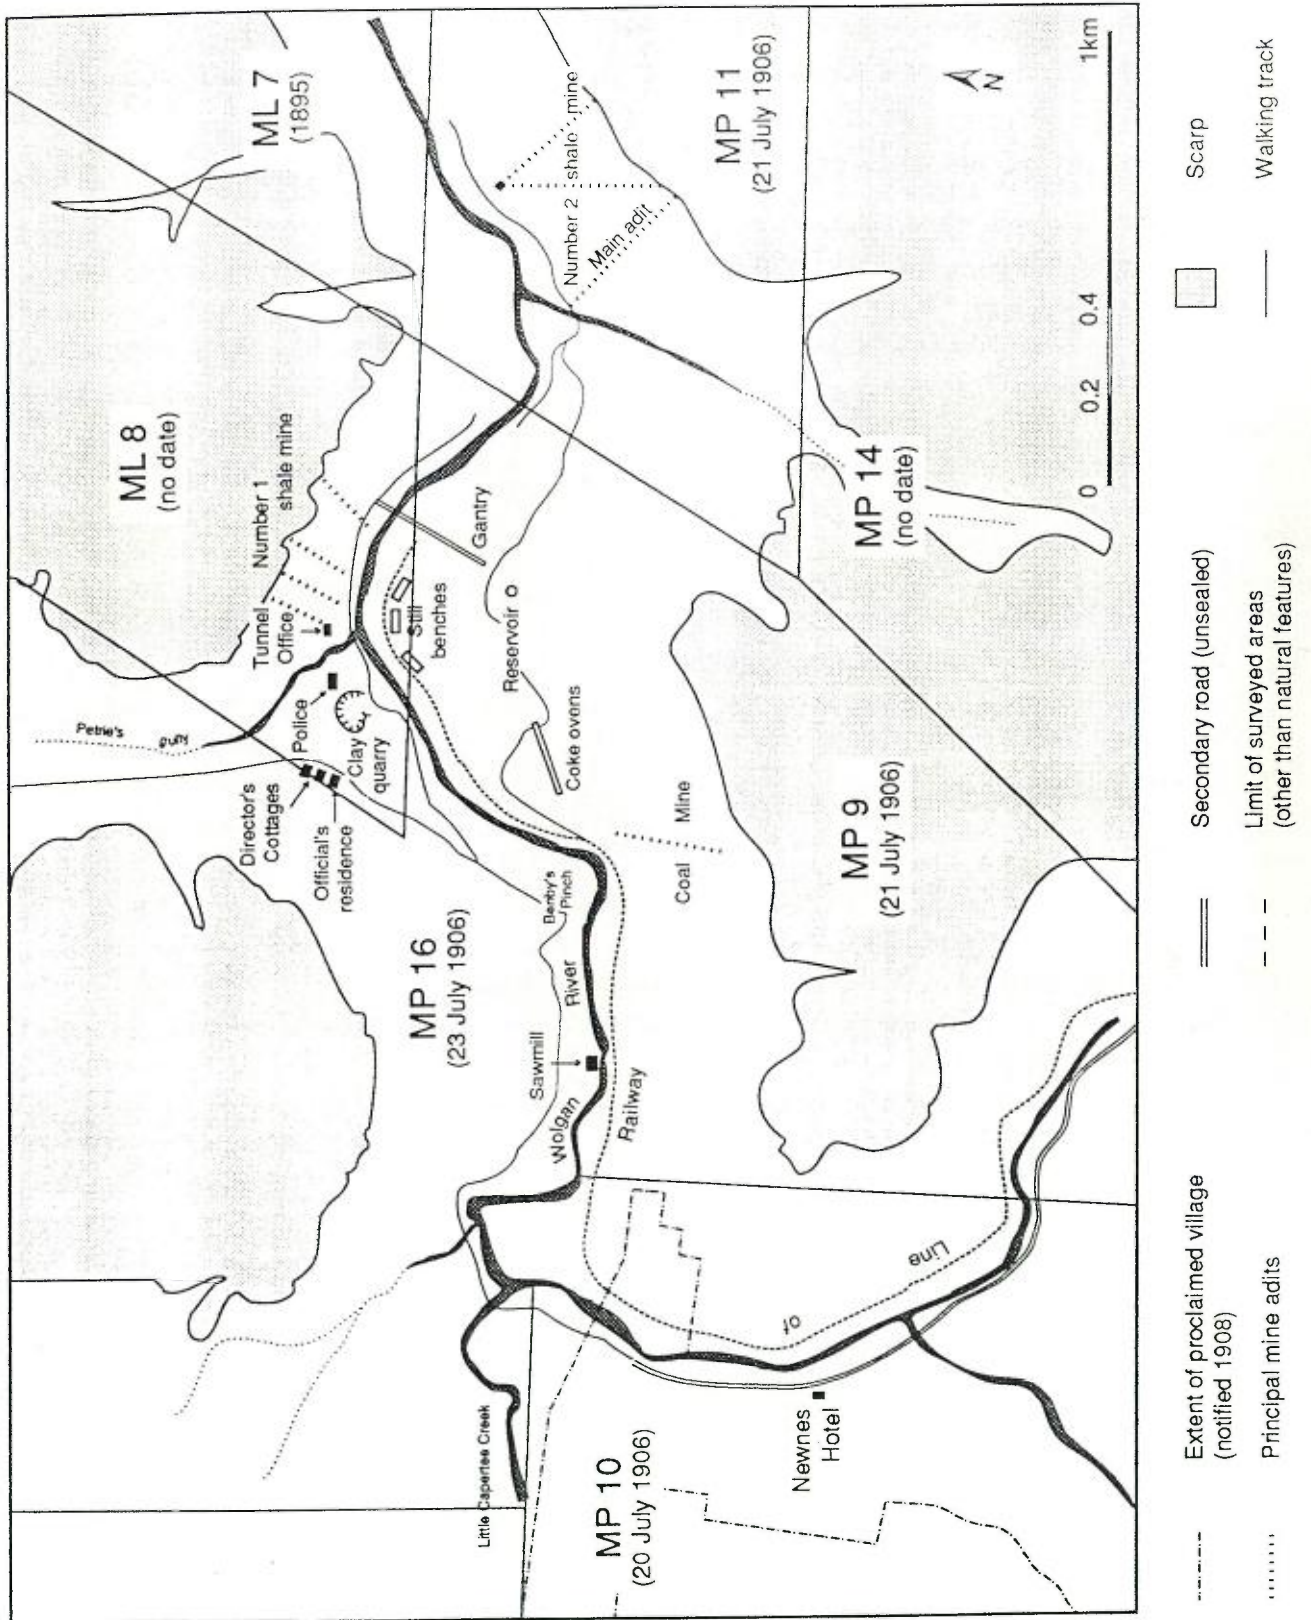 ML 7
(1895)
ML 8
(no date)
MP 11
(21 July 1906)
MP 14
(no date)
MP 9
(21 July 1906)
MP 16
(23 July 1906)
MP 10
(20 July 1906)
Number 2 shale mine
Main adit
Number 1
shale mine
Tunnel
Office
Petrie's
gully
Police
Clay
quarry
Director's
Cottages
Official's
residence
Gantry
Still
benches
Reservoir
Coke ovens
Coal Mine
Pinch
Sawmill
Wolgan River
Line of Railway
Little Capertee Creek
Newnes
Hotel
N
0 0.2 0.4 1km
Extent of proclaimed village
(notified 1908)
Principal mine adits
Secondary road (unsealed)
Limit of surveyed areas
(other than natural features)
Scarp
Walking track